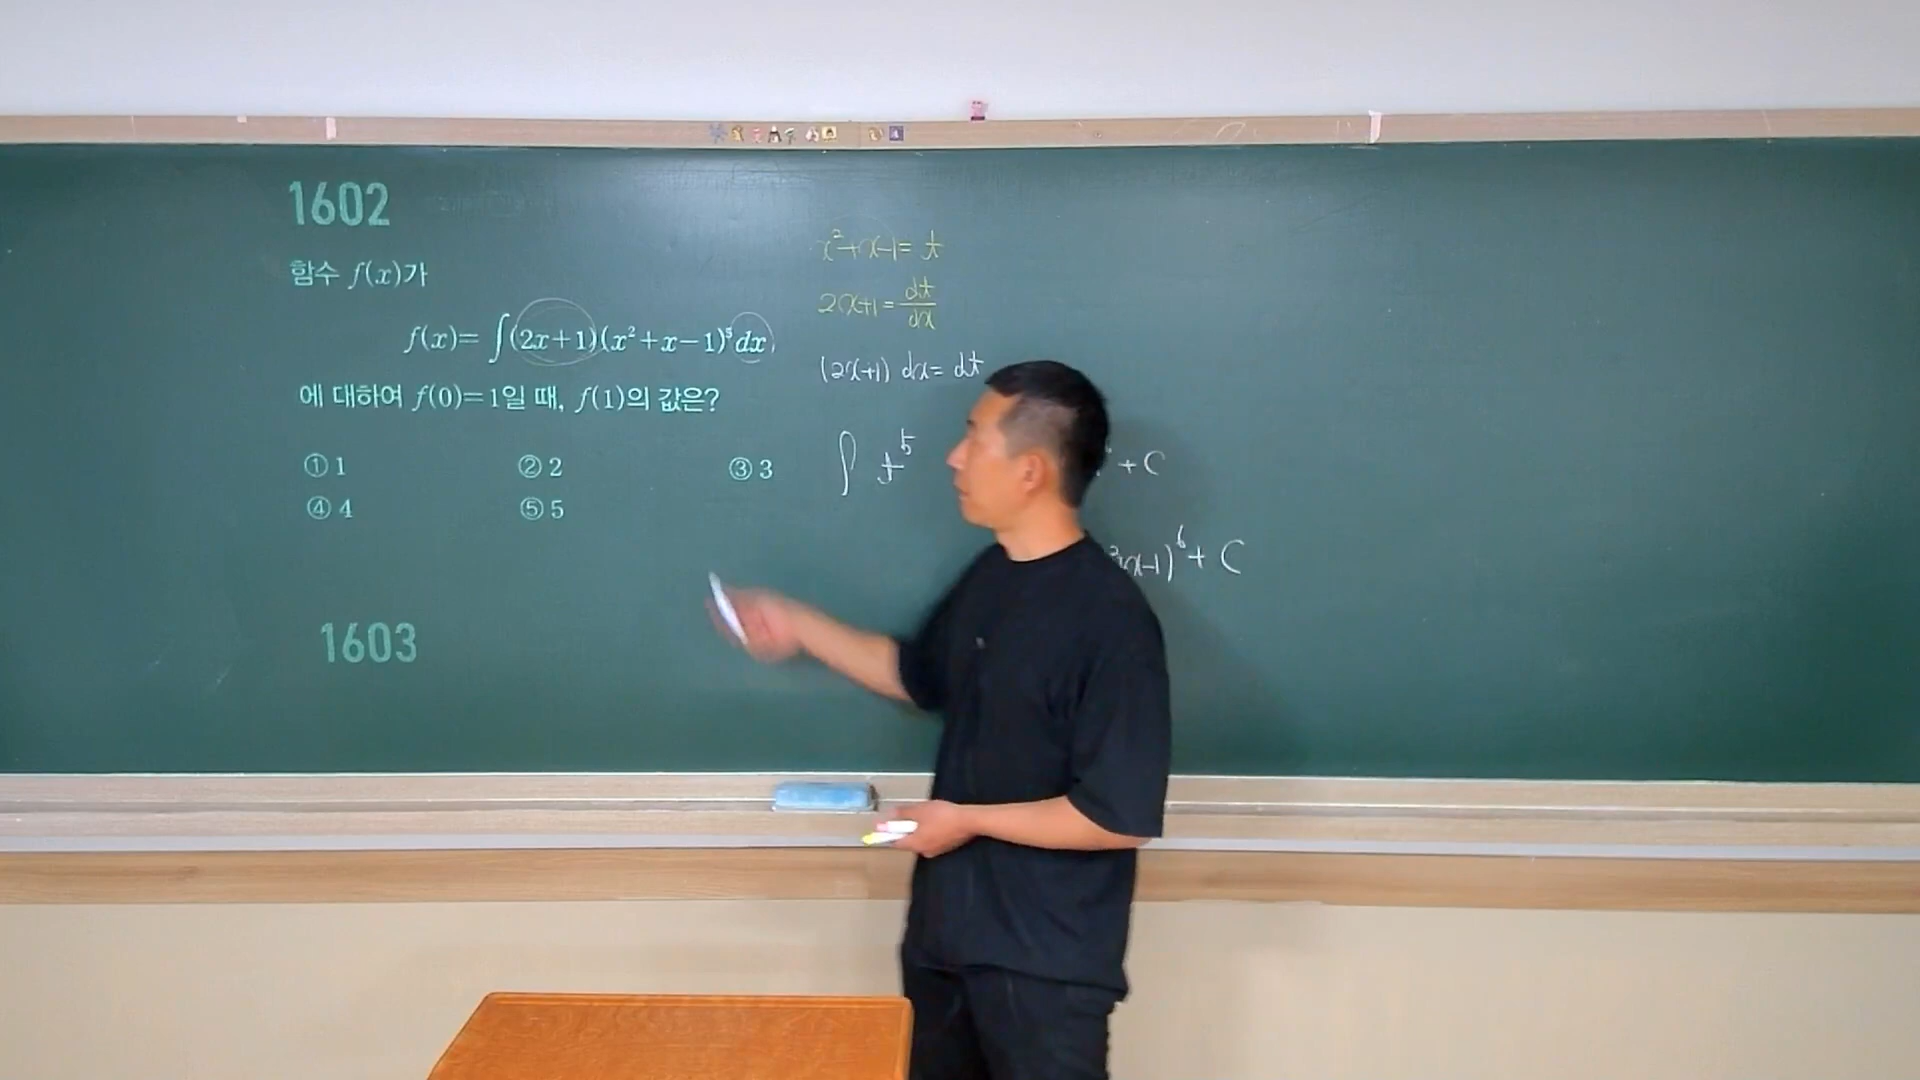 1602
함수 f(x)가
f(x)=∫(2x+1)(x²+x-1)⁵dx,
에 대하여 f(0)=1일 때, f(1)의 값은?
① 1 ② 2 ③ 3
④ 4 ⑤ 5
1603
x²+x-1=t
2x+1=dt/dx
(2x+1) dx=dt
∫ t⁵ +C
x-1)⁶+C